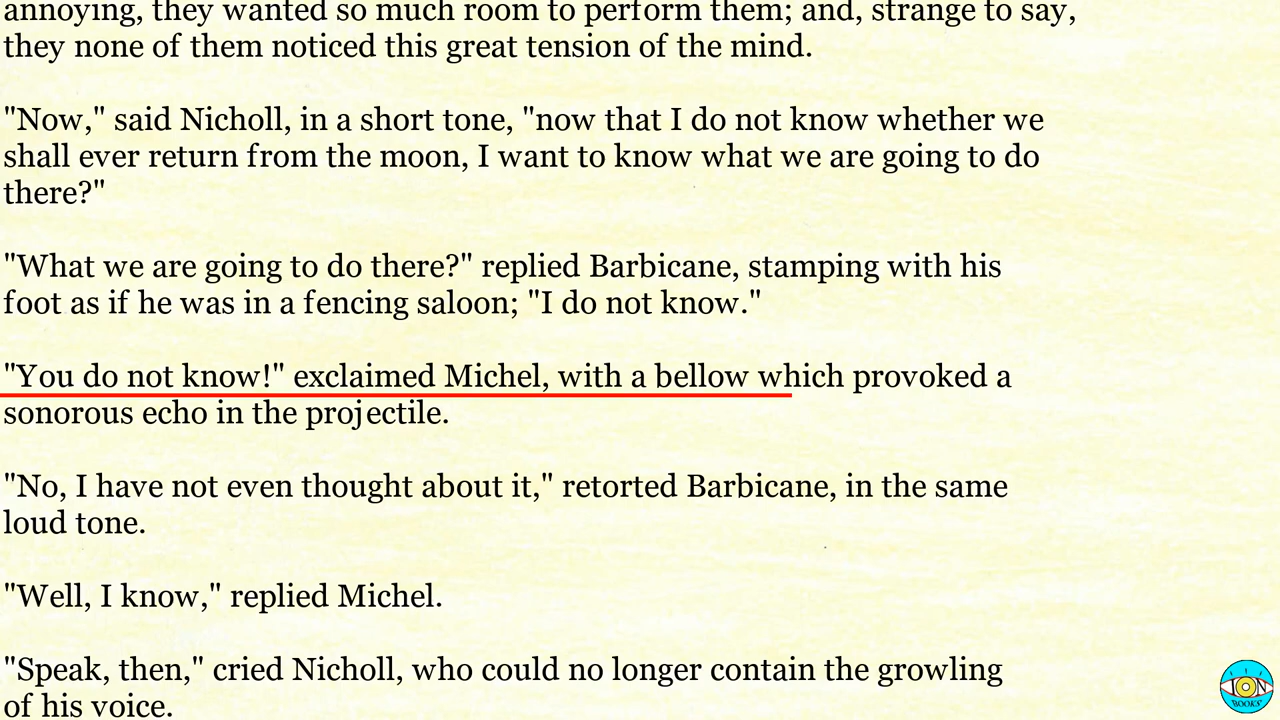 annoying, they wanted so much room to perform them; and, strange to say,
they none of them noticed this great tension of the mind.
"Now," said Nicholl, in a short tone, "now that I do not know whether we
shall ever return from the moon, I want to know what we are going to do
there?"
"What we are going to do there?" replied Barbicane, stamping with his
foot as if he was in a fencing saloon; "I do not know."
"You do not know!" exclaimed Michel, with a bellow which provoked a
sonorous echo in the projectile.
"No, I have not even thought about it," retorted Barbicane, in the same
loud tone.
"Well, I know," replied Michel.
"Speak, then," cried Nicholl, who could no longer contain the growling
of his voice.
ION
BOOKS